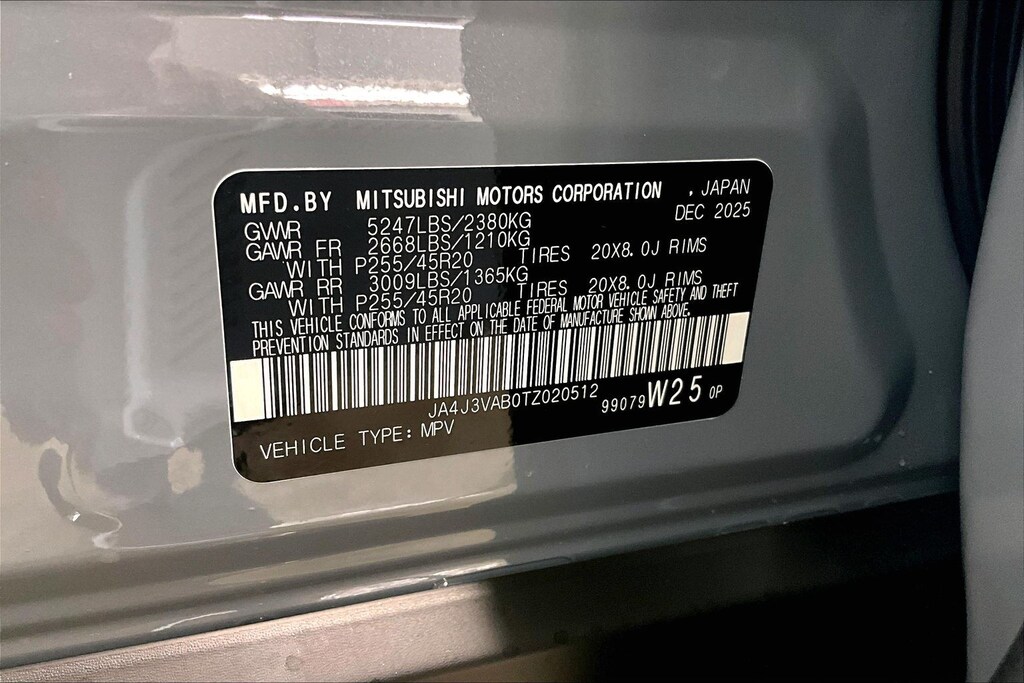 MFD.BY MITSUBISHI MOTORS CORPORATION , JAPAN
DEC 2025
GVWR 5247LBS/2380KG
GAWR FR 2668LBS/1210KG
WITH P255/45R20 TIRES 20X8.0J RIMS
GAWR RR 3009LBS/1365KG
WITH P255/45R20 TIRES 20X8.0J RIMS
THIS VEHICLE CONFORMS TO ALL APPLICABLE FEDERAL MOTOR VEHICLE SAFETY AND THEFT
PREVENTION STANDARDS IN EFFECT ON THE DATE OF MANUFACTURE SHOWN ABOVE.
JA4J3VAB0TZ020512
99079 W25 0P
VEHICLE TYPE: MPV